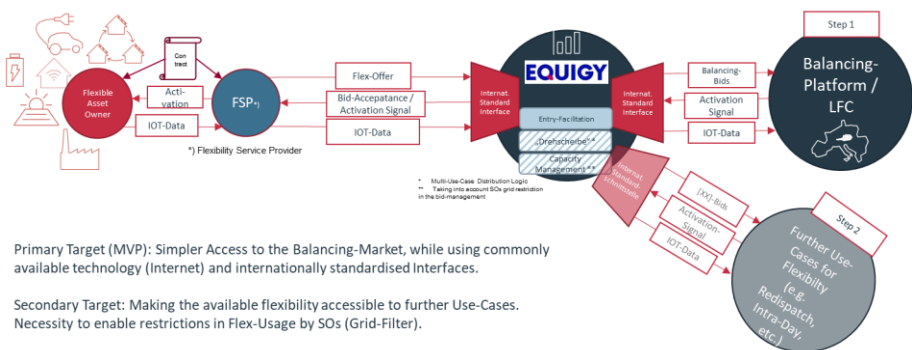 Step 1
Con
tract
EQUIGY
Balancing-
Platform /
LFC
Flexible
Asset
Owner
Acti-
vation
IOT-Data
FSP*)
Flex-Offer
Bid-Accepatance /
Activation Signal
IOT-Data
Internat.
Standard
Interface
Entry-Facilitation
„Drehscheibe"*
Capacity
Management **
Internat.
Standard
Interface
Balancing-
Bids
Activation
Signal
IOT-Data
*) Flexibility Service Provider
* Multi-Use-Case Distribution Logic
** Taking into account SOs grid restriction
in the bid-management
Internat.
Standard-
Schnittstelle
[XX]-Bids
Activation-
Signal
IOT-Data
Step 2
Further Use-
Cases for
Flexibilty
(e.g.
Redispatch,
Intra-Day,
etc.)
Primary Target (MVP): Simpler Access to the Balancing-Market, while using commonly
available technology (Internet) and internationally standardised Interfaces.
Secondary Target: Making the available flexibility accessible to further Use-Cases.
Necessity to enable restrictions in Flex-Usage by SOs (Grid-Filter).